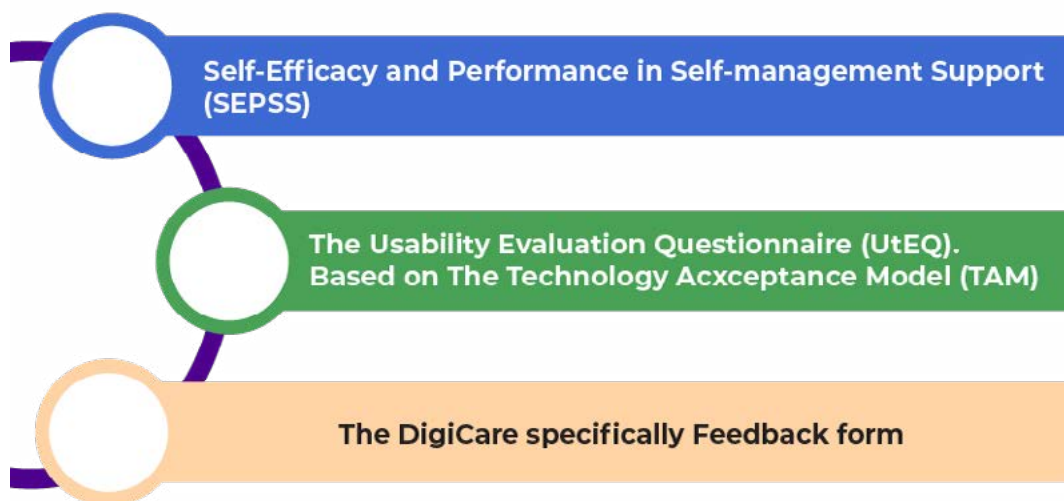 Self-Efficacy and Performance in Self-management Support
(SEPSS)
The Usability Evaluation Questionnaire (UtEQ).
Based on The Technology Acxceptance Model (TAM)
The DigiCare specifically Feedback form